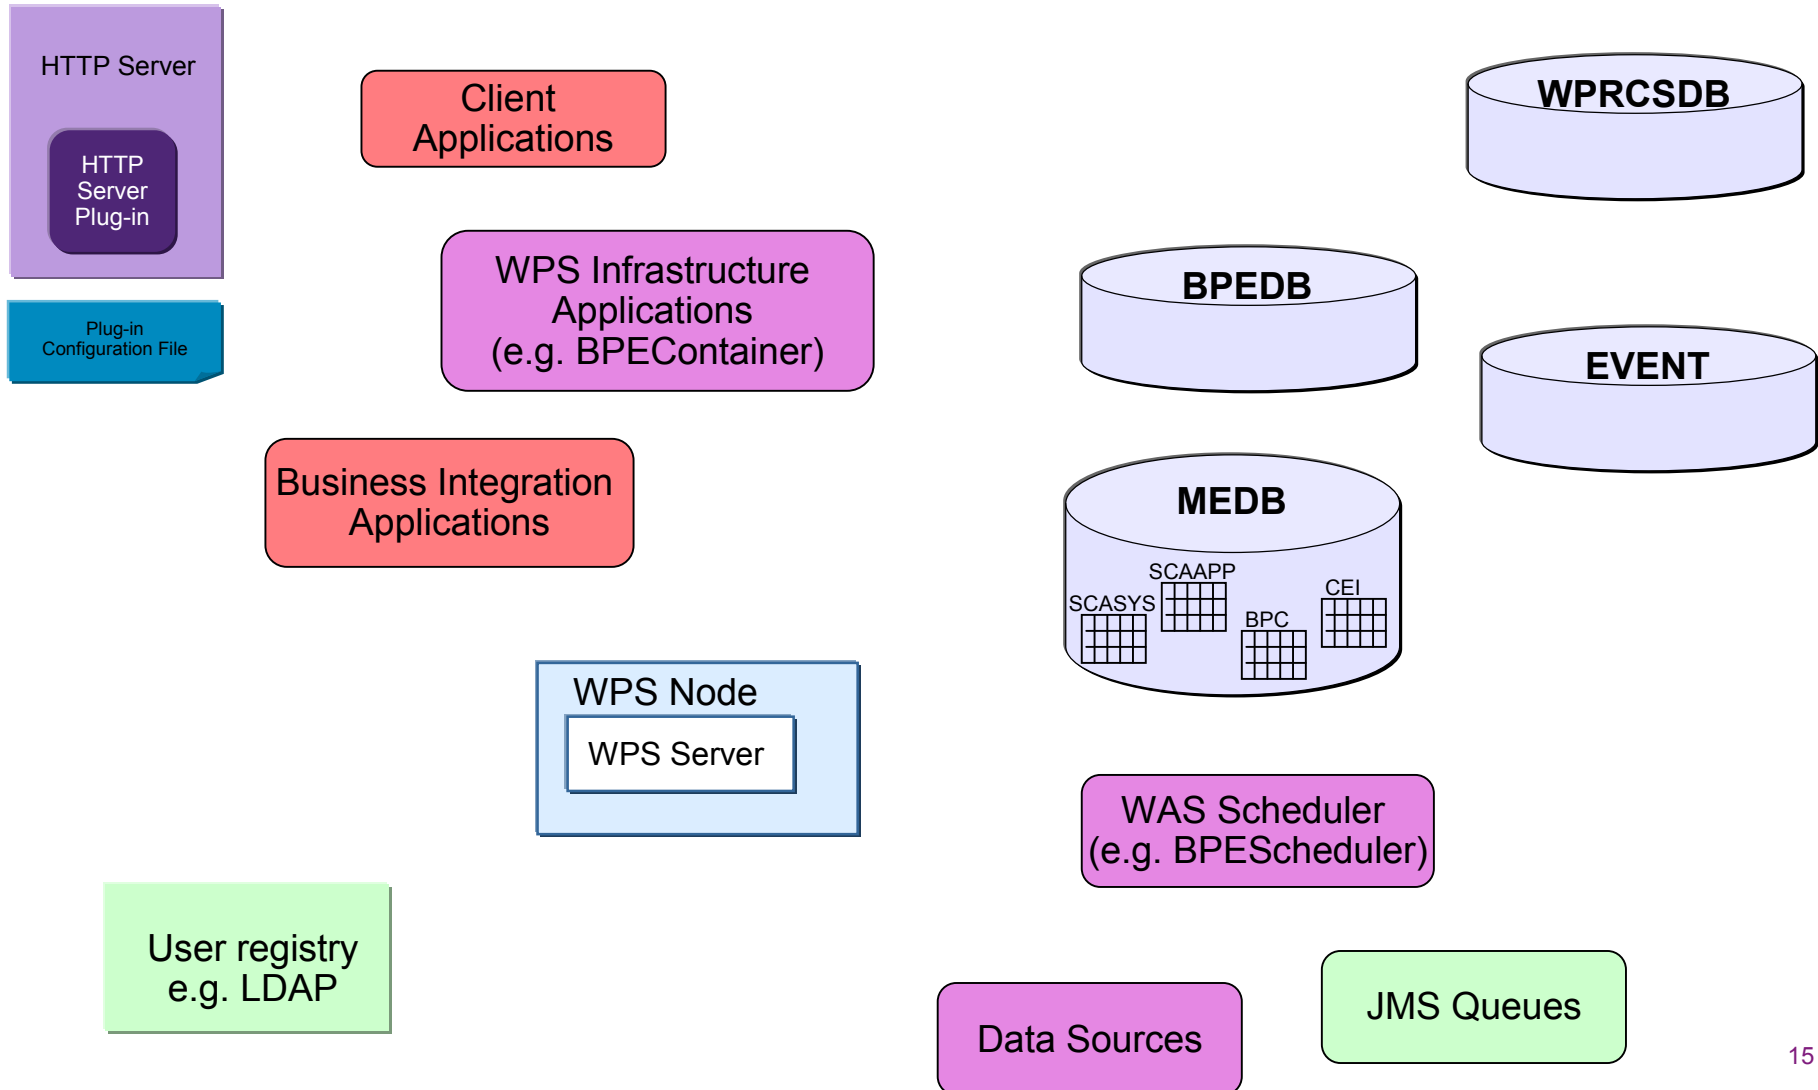 HTTP Server
HTTP
Server
Plug-in
Plug-in
Configuration File
Client
Applications
WPS Infrastructure
Applications
(e.g. BPEContainer)
Business Integration
Applications
WPS Node
WPS Server
User registry
e.g. LDAP
WPRCSDB
BPEDB
EVENT
MEDB
SCAAPP
SCASYS
CEI
BPC
WAS Scheduler
(e.g. BPEScheduler)
Data Sources
JMS Queues
15